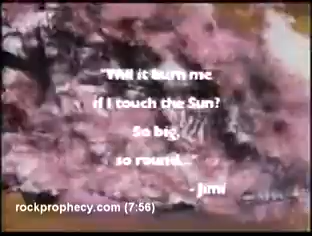 "Will it burn me
if I touch the Sun?
So big,
so round..."
- Jimi
rockprophecy.com (7:56)